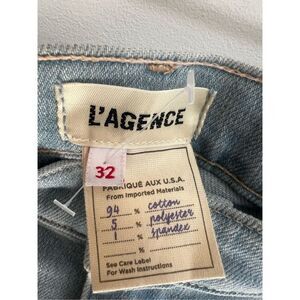 L'AGENCE
32
FABRIQUÉ AUX U.S.A.
From Imported Materials
94 % cotton
5 % polyester
1 % spandex
%
See Care Label
For Wash Instructions